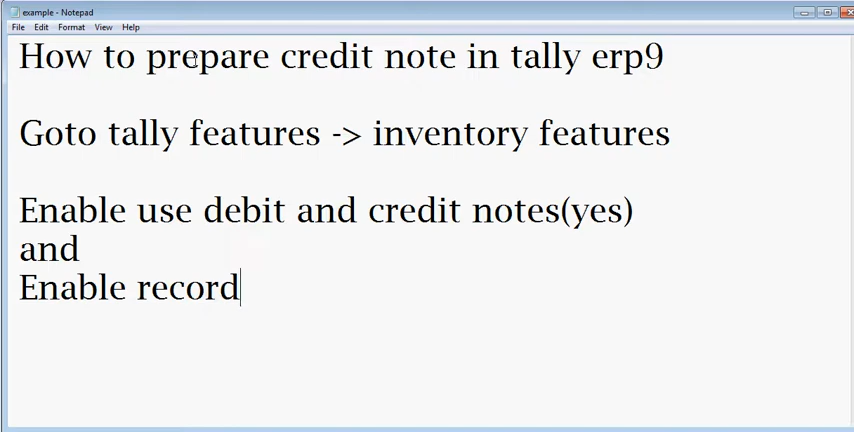 example - Notepad
File Edit Format View Help
How to prepare credit note in tally erp9
Goto tally features -> inventory features
Enable use debit and credit notes(yes)
and
Enable record